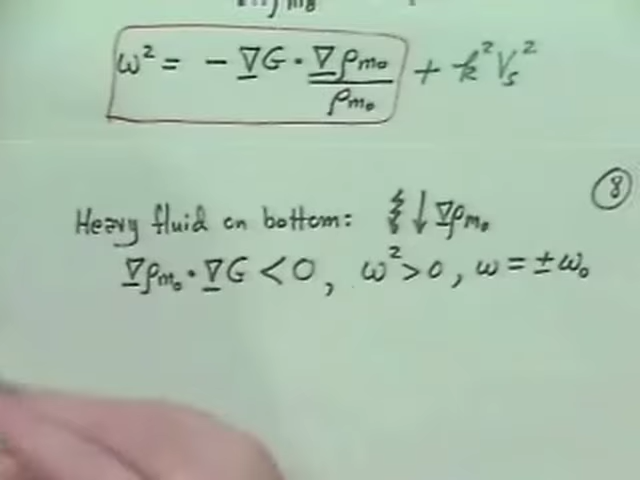 ω² = - ∇G · ∇ρₘ₀ / ρₘ₀ + k²Vₛ²
⑧
Heavy fluid on bottom: ↓ ∇ρₘ₀
∇ρₘ₀ · ∇G < 0, ω² > 0, ω = ± ω₀